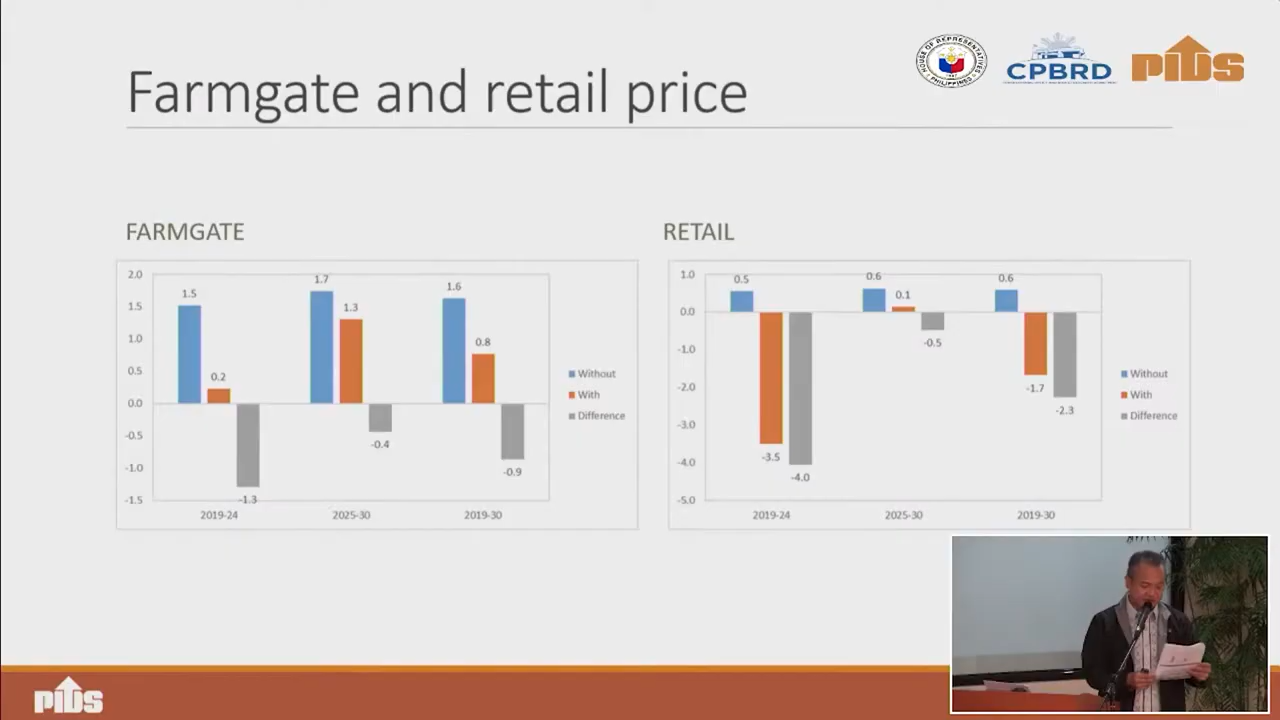 HOUSE OF REPRESENTATIVES
PHILIPPINES
CPBRD
PIDS
Farmgate and retail price
FARMGATE
2.0
1.5
1.0
0.5
0.0
-0.5
-1.0
-1.5
1.5
0.2
-1.3
1.7
1.3
-0.4
1.6
0.8
-0.9
2019-24
2025-30
2019-30
Without
With
Difference
RETAIL
1.0
0.0
-1.0
-2.0
-3.0
-4.0
-5.0
0.5
-3.5
-4.0
0.6
0.1
-0.5
0.6
-1.7
-2.3
2019-24
2025-30
2019-30
Without
With
Difference
PIDS